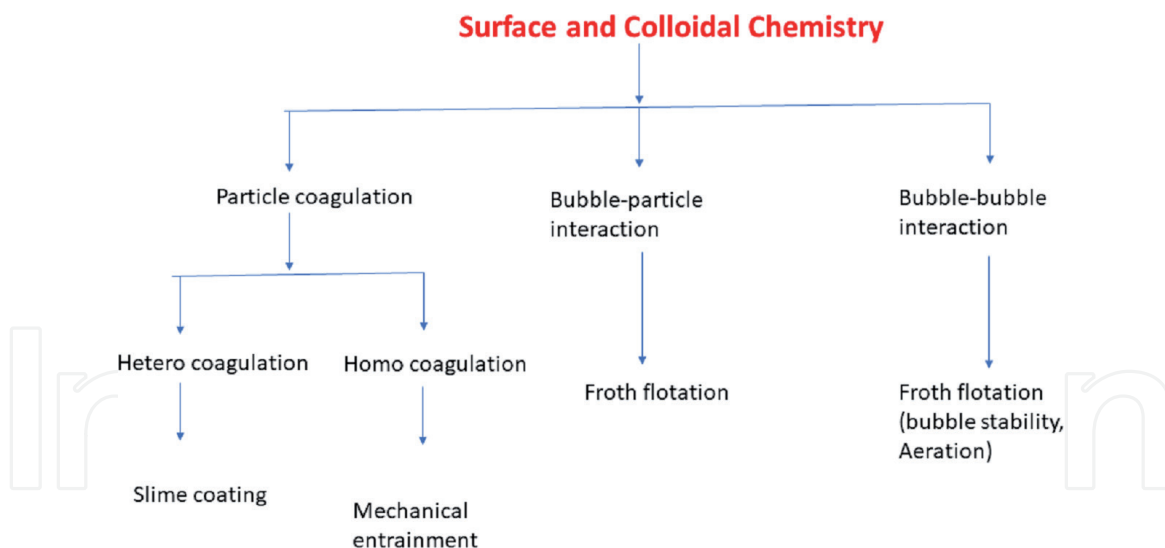 Surface and Colloidal Chemistry
Particle coagulation
Bubble-particle
interaction
Bubble-bubble
interaction
Hetero coagulation
Homo coagulation
Froth flotation
Froth flotation
(bubble stability,
Aeration)
Slime coating
Mechanical
entrainment